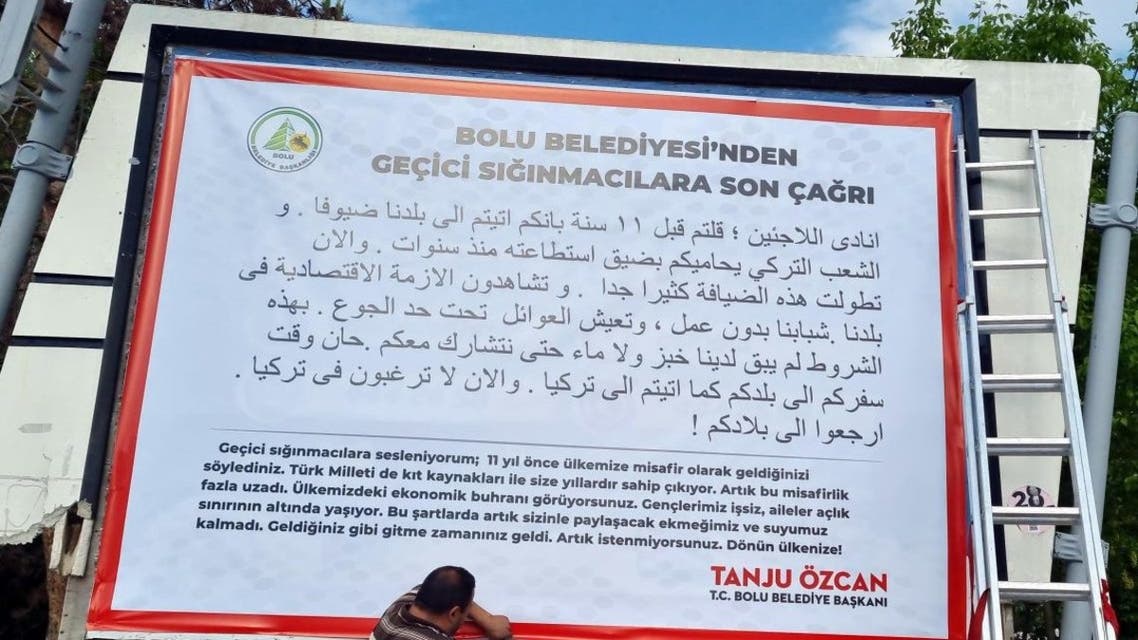 BOLU BELEDİYE BAŞKANLIĞI
BOLU BELEDİYESİ'NDEN
GEÇİCİ SIĞINMACILARA SON ÇAĞRI
انادى اللاجئين ؛ قلتم قبل ١١ سنة بانكم اتيتم الى بلدنا ضيوفا . و
الشعب التركي يحاميكم بضيق استطاعته منذ سنوات . والان
تطولت هذه الضيافة كثيرا جدا . و تشاهدون الازمة الاقتصادية فى
بلدنا .شبابنا بدون عمل ، وتعيش العوائل تحت حد الجوع . بهذه
الشروط لم يبق لدينا خبز ولا ماء حتى نتشارك معكم .حان وقت
سفركم الى بلدكم كما اتيتم الى تركيا . والان لا ترغبون فى تركيا .
ارجعوا الى بلادكم !
Geçici sığınmacılara sesleniyorum; 11 yıl önce ülkemize misafir olarak geldiğinizi
söylediniz. Türk Milleti de kıt kaynakları ile size yıllardır sahip çıkıyor. Artık bu misafirlik
fazla uzadı. Ülkemizdeki ekonomik buhranı görüyorsunuz. Gençlerimiz işsiz, aileler açlık
sınırının altında yaşıyor. Bu şartlarda artık sizinle paylaşacak ekmeğimiz ve suyumuz
kalmadı. Geldiğiniz gibi gitme zamanınız geldi. Artık istenmiyorsunuz. Dönün ülkenize!
TANJU ÖZCAN
T.C. BOLU BELEDİYE BAŞKANI
28